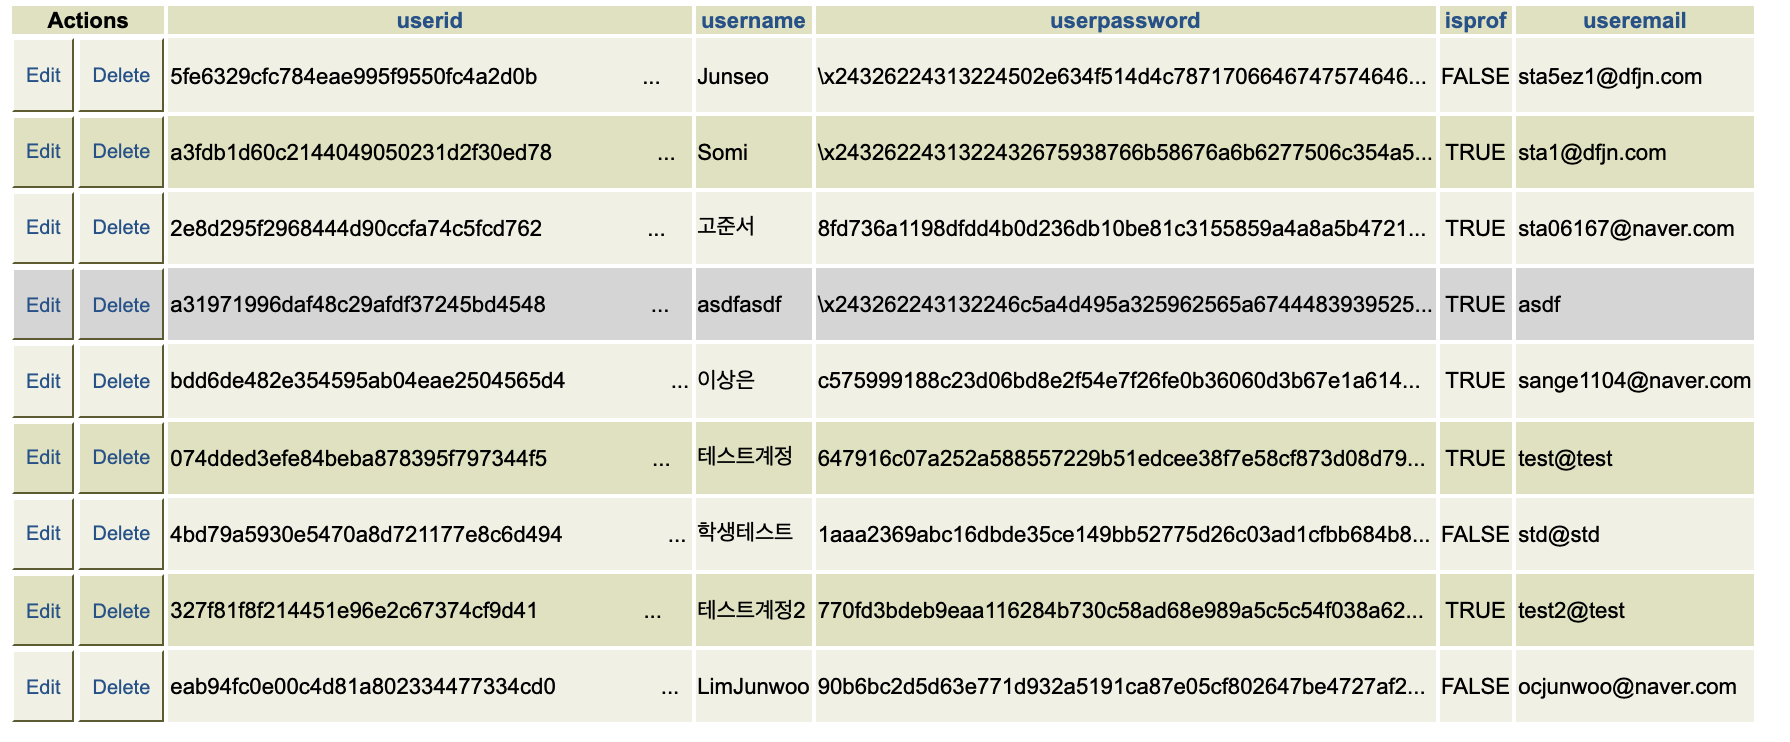 Actions userid username userpassword isprof useremail
Edit Delete 5fe6329cfc784eae995f9550fc4a2d0b ... Junseo \x24326224313224502e634f514d4c7871706646747574646... FALSE sta5ez1@dfjn.com
Edit Delete a3fdb1d60c2144049050231d2f30ed78 ... Somi \x2432622431322432675938766b58676a6b6277506c354a5... TRUE sta1@dfjn.com
Edit Delete 2e8d295f2968444d90ccfa74c5fcd762 ... 고준서 8fd736a1198dfdd4b0d236db10be81c3155859a4a8a5b4721... TRUE sta06167@naver.com
Edit Delete a31971996daf48c29afdf37245bd4548 ... asdfasdf \x243262243132246c5a4d495a325962565a6744483939525... TRUE asdf
Edit Delete bdd6de482e354595ab04eae2504565d4 ... 이상은 c575999188c23d06bd8e2f54e7f26fe0b36060d3b67e1a614... TRUE sange1104@naver.com
Edit Delete 074dded3efe84beba878395f797344f5 ... 테스트계정 647916c07a252a588557229b51edcee38f7e58cf873d08d79... TRUE test@test
Edit Delete 4bd79a5930e5470a8d721177e8c6d494 ... 학생테스트 1aaa2369abc16dbde35ce149bb52775d26c03ad1cfbb684b8... FALSE std@std
Edit Delete 327f81f8f214451e96e2c67374cf9d41 ... 테스트계정2 770fd3bdeb9eaa116284b730c58ad68e989a5c5c54f038a62... TRUE test2@test
Edit Delete eab94fc0e00c4d81a802334477334cd0 ... LimJunwoo 90b6bc2d5d63e771d932a5191ca87e05cf802647be4727af2... FALSE ocjunwoo@naver.com